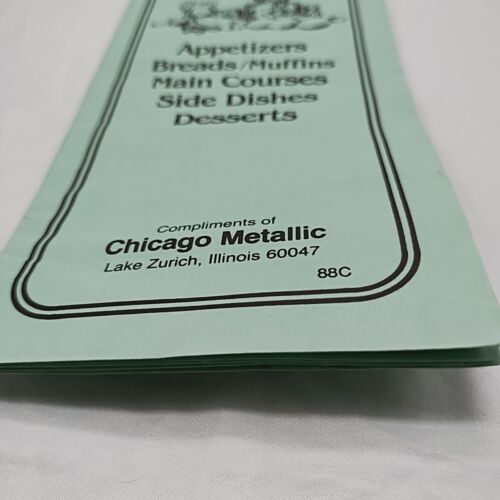 Appetizers
Breads/Muffins
Main Courses
Side Dishes
Desserts
Compliments of
Chicago Metallic
Lake Zurich, Illinois 60047
88C